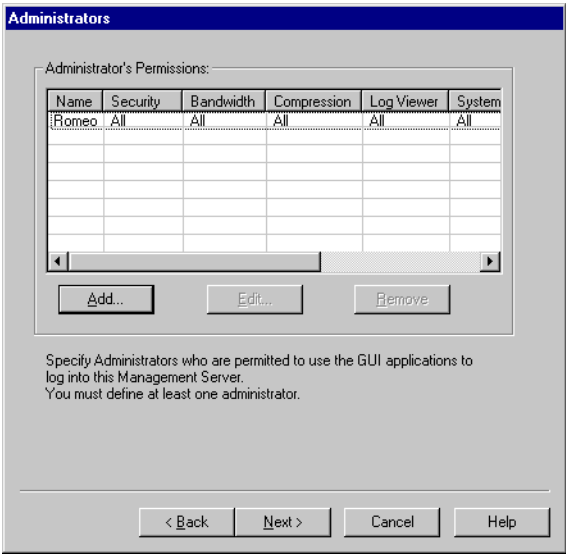 Administrators
Administrator's Permissions:
Name Security Bandwidth Compression Log Viewer System
Romeo All All All All All
Add... Edit... Remove
Specify Administrators who are permitted to use the GUI applications to
log into this Management Server.
You must define at least one administrator.
< Back Next > Cancel Help